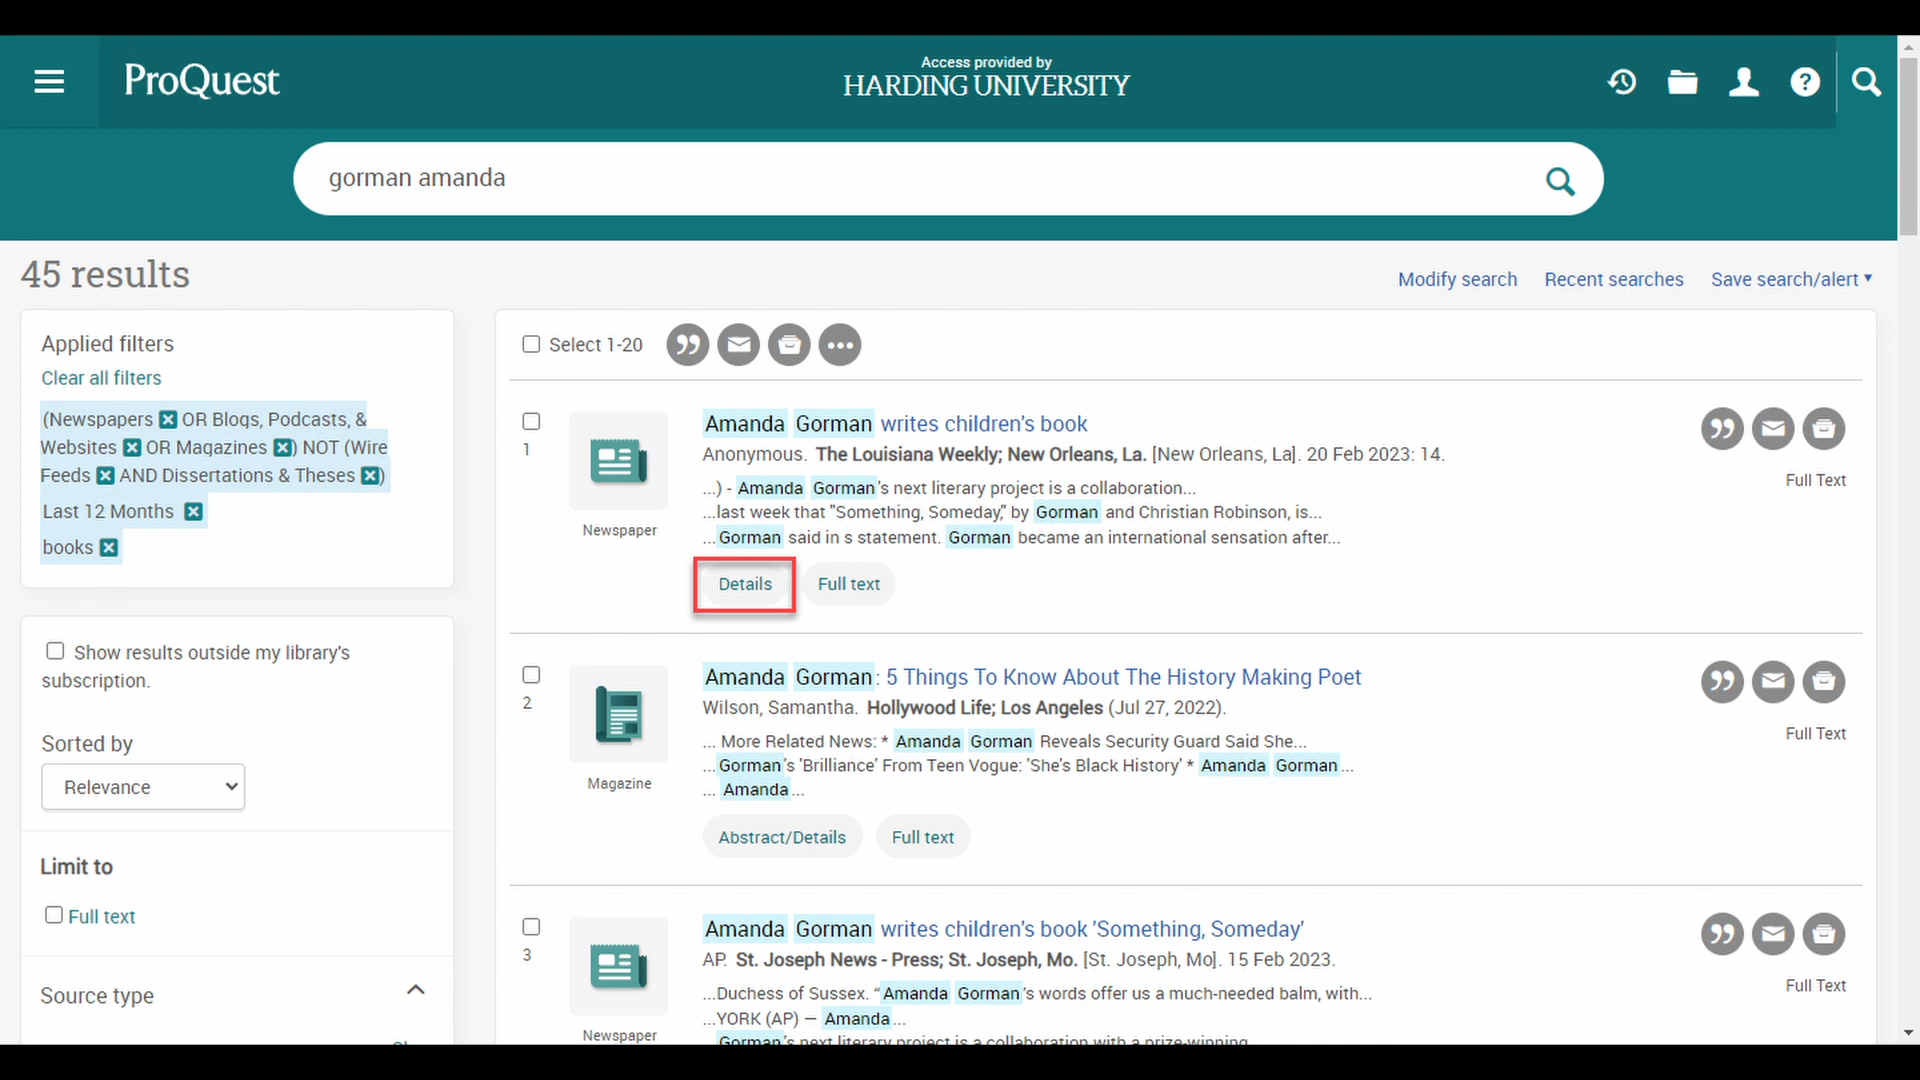 ProQuest
Access provided by
HARDING UNIVERSITY
gorman amanda
45 results
Modify search
Recent searches
Save search/alert
Applied filters
Clear all filters
(Newspapers OR Blogs, Podcasts, &
Websites OR Magazines ) NOT (Wire
Feeds AND Dissertations & Theses )
Last 12 Months
books
Show results outside my library's
subscription.
Sorted by
Relevance
Limit to
Full text
Source type
Select 1-20
1
Newspaper
Amanda Gorman writes children's book
Anonymous. The Louisiana Weekly; New Orleans, La. [New Orleans, La]. 20 Feb 2023: 14.
...) - Amanda Gorman's next literary project is a collaboration...
...last week that "Something, Someday," by Gorman and Christian Robinson, is...
...Gorman said in s statement. Gorman became an international sensation after...
Details
Full text
Full Text
2
Magazine
Amanda Gorman: 5 Things To Know About The History Making Poet
Wilson, Samantha. Hollywood Life; Los Angeles (Jul 27, 2022).
... More Related News: * Amanda Gorman Reveals Security Guard Said She...
...Gorman's 'Brilliance' From Teen Vogue: 'She's Black History' * Amanda Gorman...
... Amanda...
Abstract/Details
Full text
Full Text
3
Newspaper
Amanda Gorman writes children's book 'Something, Someday'
AP. St. Joseph News - Press; St. Joseph, Mo. [St. Joseph, Mo]. 15 Feb 2023.
...Duchess of Sussex. “Amanda Gorman's words offer us a much-needed balm, with...
...YORK (AP) — Amanda...
Gorman's next literary project is a collaboration with a prize-winning
Full Text